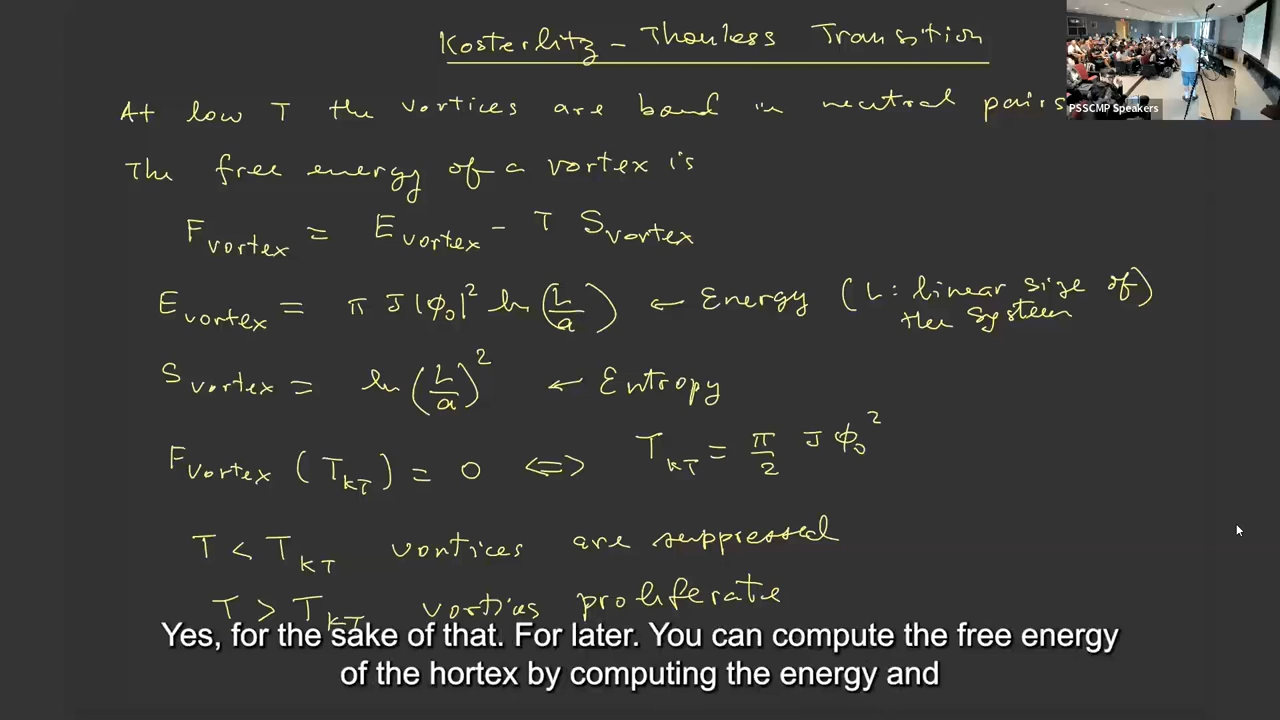 Kosterlitz – Thouless Transition
PSSCMP Speakers
At low T the vortices are bound in neutral pairs
The free energy of a vortex is
F_vortex = E_vortex - T S_vortex
E_vortex = π J |ϕ_0|^2 ln (L/a) ← Energy (L: linear size of the system)
S_vortex = ln (L/a)^2 ← Entropy
F_vortex (T_KT) = 0 ⇔ T_KT = π/2 J ϕ_0^2
T < T_KT vortices are suppressed
T > T_KT vortices proliferate
Yes, for the sake of that. For later. You can compute the free energy
of the hortex by computing the energy and